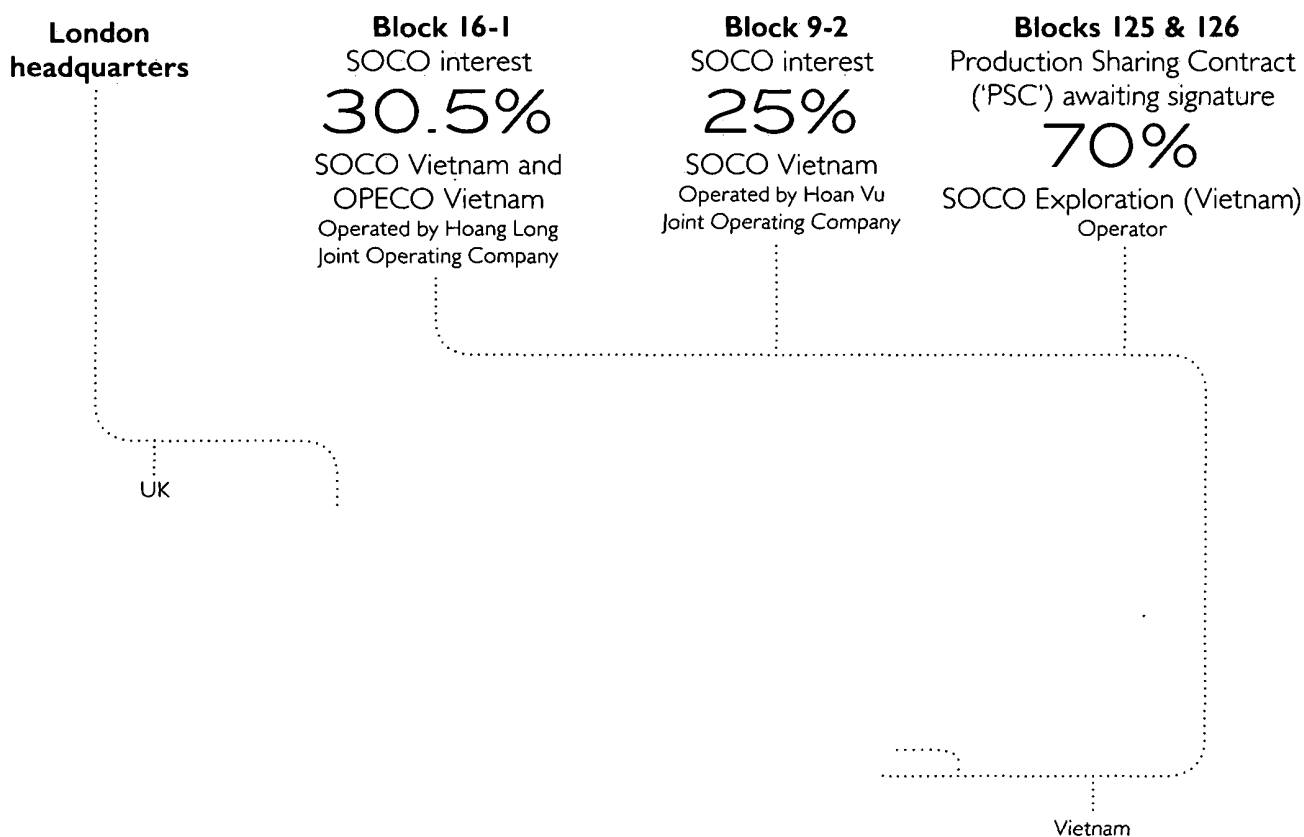 London
headquarters
Block 16-1
SOCO interest
30.5%
SOCO Vietnam and
OPECO Vietnam
Operated by Hoang Long
Joint Operating Company
Block 9-2
SOCO interest
25%
SOCO Vietnam
Operated by Hoan Vu
Joint Operating Company
Blocks 125 & 126
Production Sharing Contract
('PSC') awaiting signature
70%
SOCO Exploration (Vietnam)
Operator
UK
Vietnam